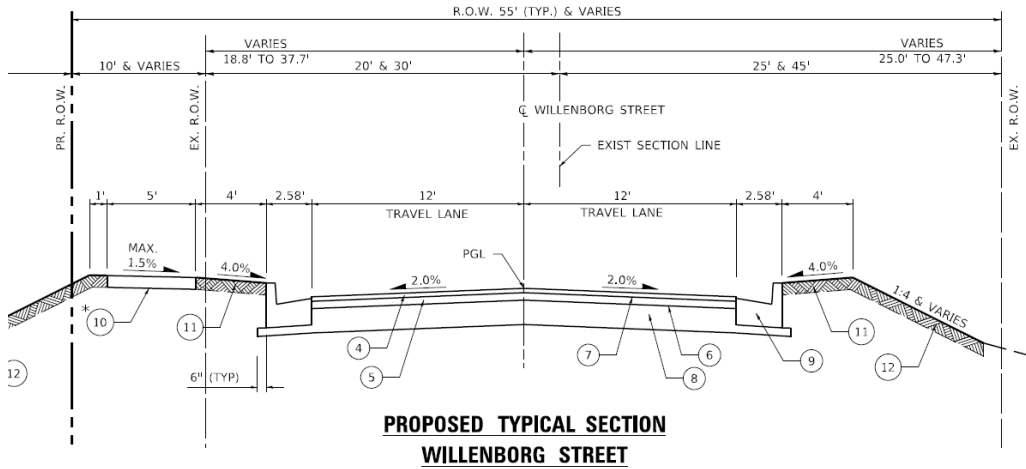 R.O.W. 55' (TYP.) & VARIES
VARIES
18.8' TO 37.7'
VARIES
25.0' TO 47.3'
10' & VARIES
20' & 30'
25' & 45'
PR. R.O.W.
EX. R.O.W.
℄ WILLENBORG STREET
EX. R.O.W.
EXIST SECTION LINE
1'
5'
4'
2.58'
12'
TRAVEL LANE
12'
TRAVEL LANE
2.58'
4'
MAX.
1.5%
4.0%
PGL
2.0%
2.0%
4.0%
1:4 & VARIES
*
10
11
4
5
7
6
8
9
11
12
12
6" (TYP)
PROPOSED TYPICAL SECTION
WILLENBORG STREET